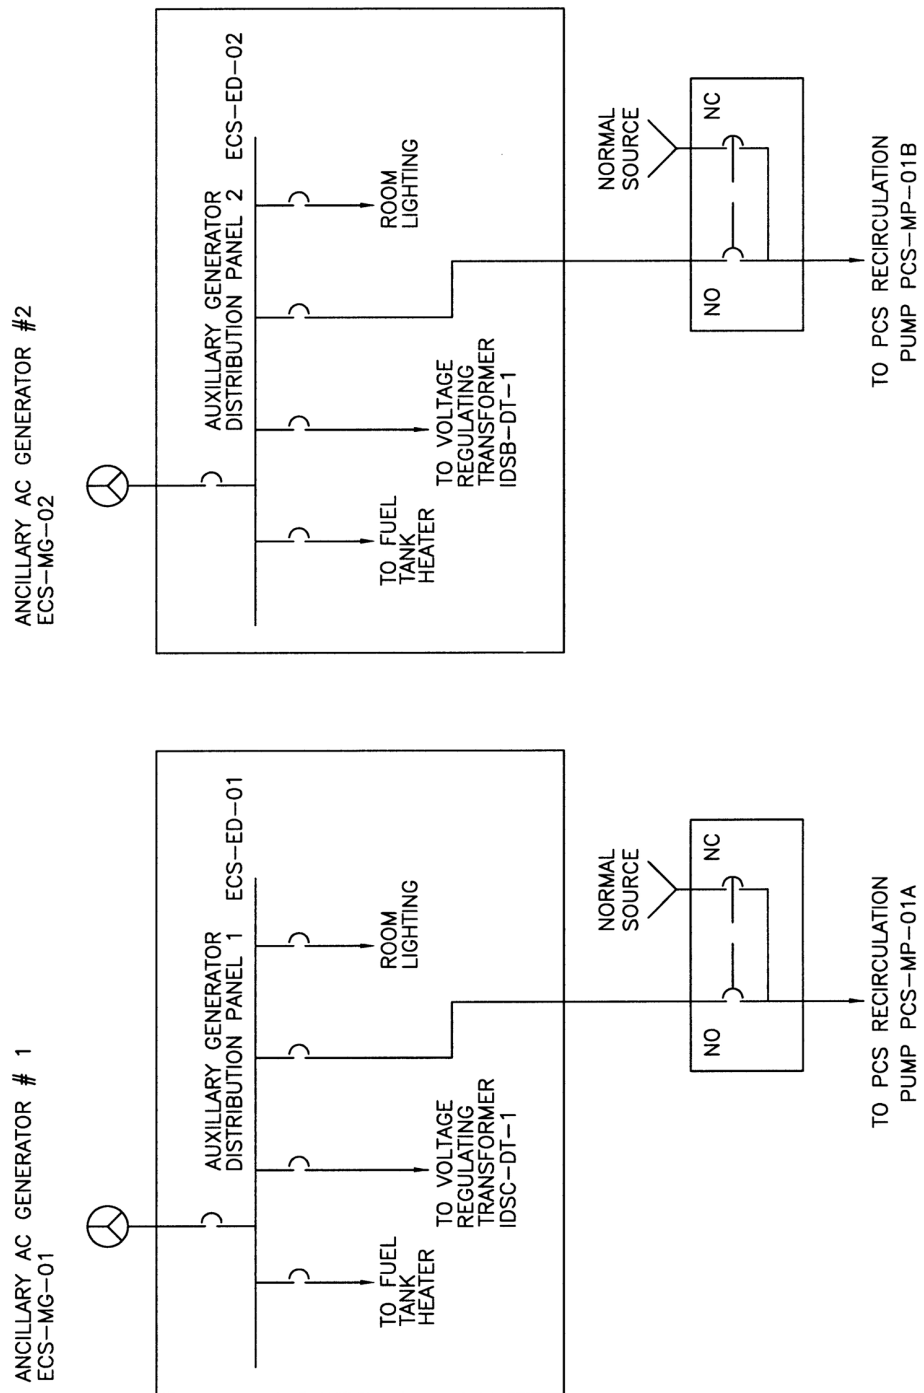 ANCILLARY AC GENERATOR # 1
ECS-MG-01
AUXILLARY GENERATOR
DISTRIBUTION PANEL 1
ECS-ED-01
TO FUEL
TANK
HEATER
TO VOLTAGE
REGULATING
TRANSFORMER
IDSC-DT-1
ROOM
LIGHTING
NORMAL
SOURCE
NO
NC
TO PCS RECIRCULATION
PUMP PCS-MP-01A
ANCILLARY AC GENERATOR #2
ECS-MG-02
AUXILLARY GENERATOR
DISTRIBUTION PANEL 2
ECS-ED-02
TO FUEL
TANK
HEATER
TO VOLTAGE
REGULATING
TRANSFORMER
IDSB-DT-1
ROOM
LIGHTING
NORMAL
SOURCE
NO
NC
TO PCS RECIRCULATION
PUMP PCS-MP-01B